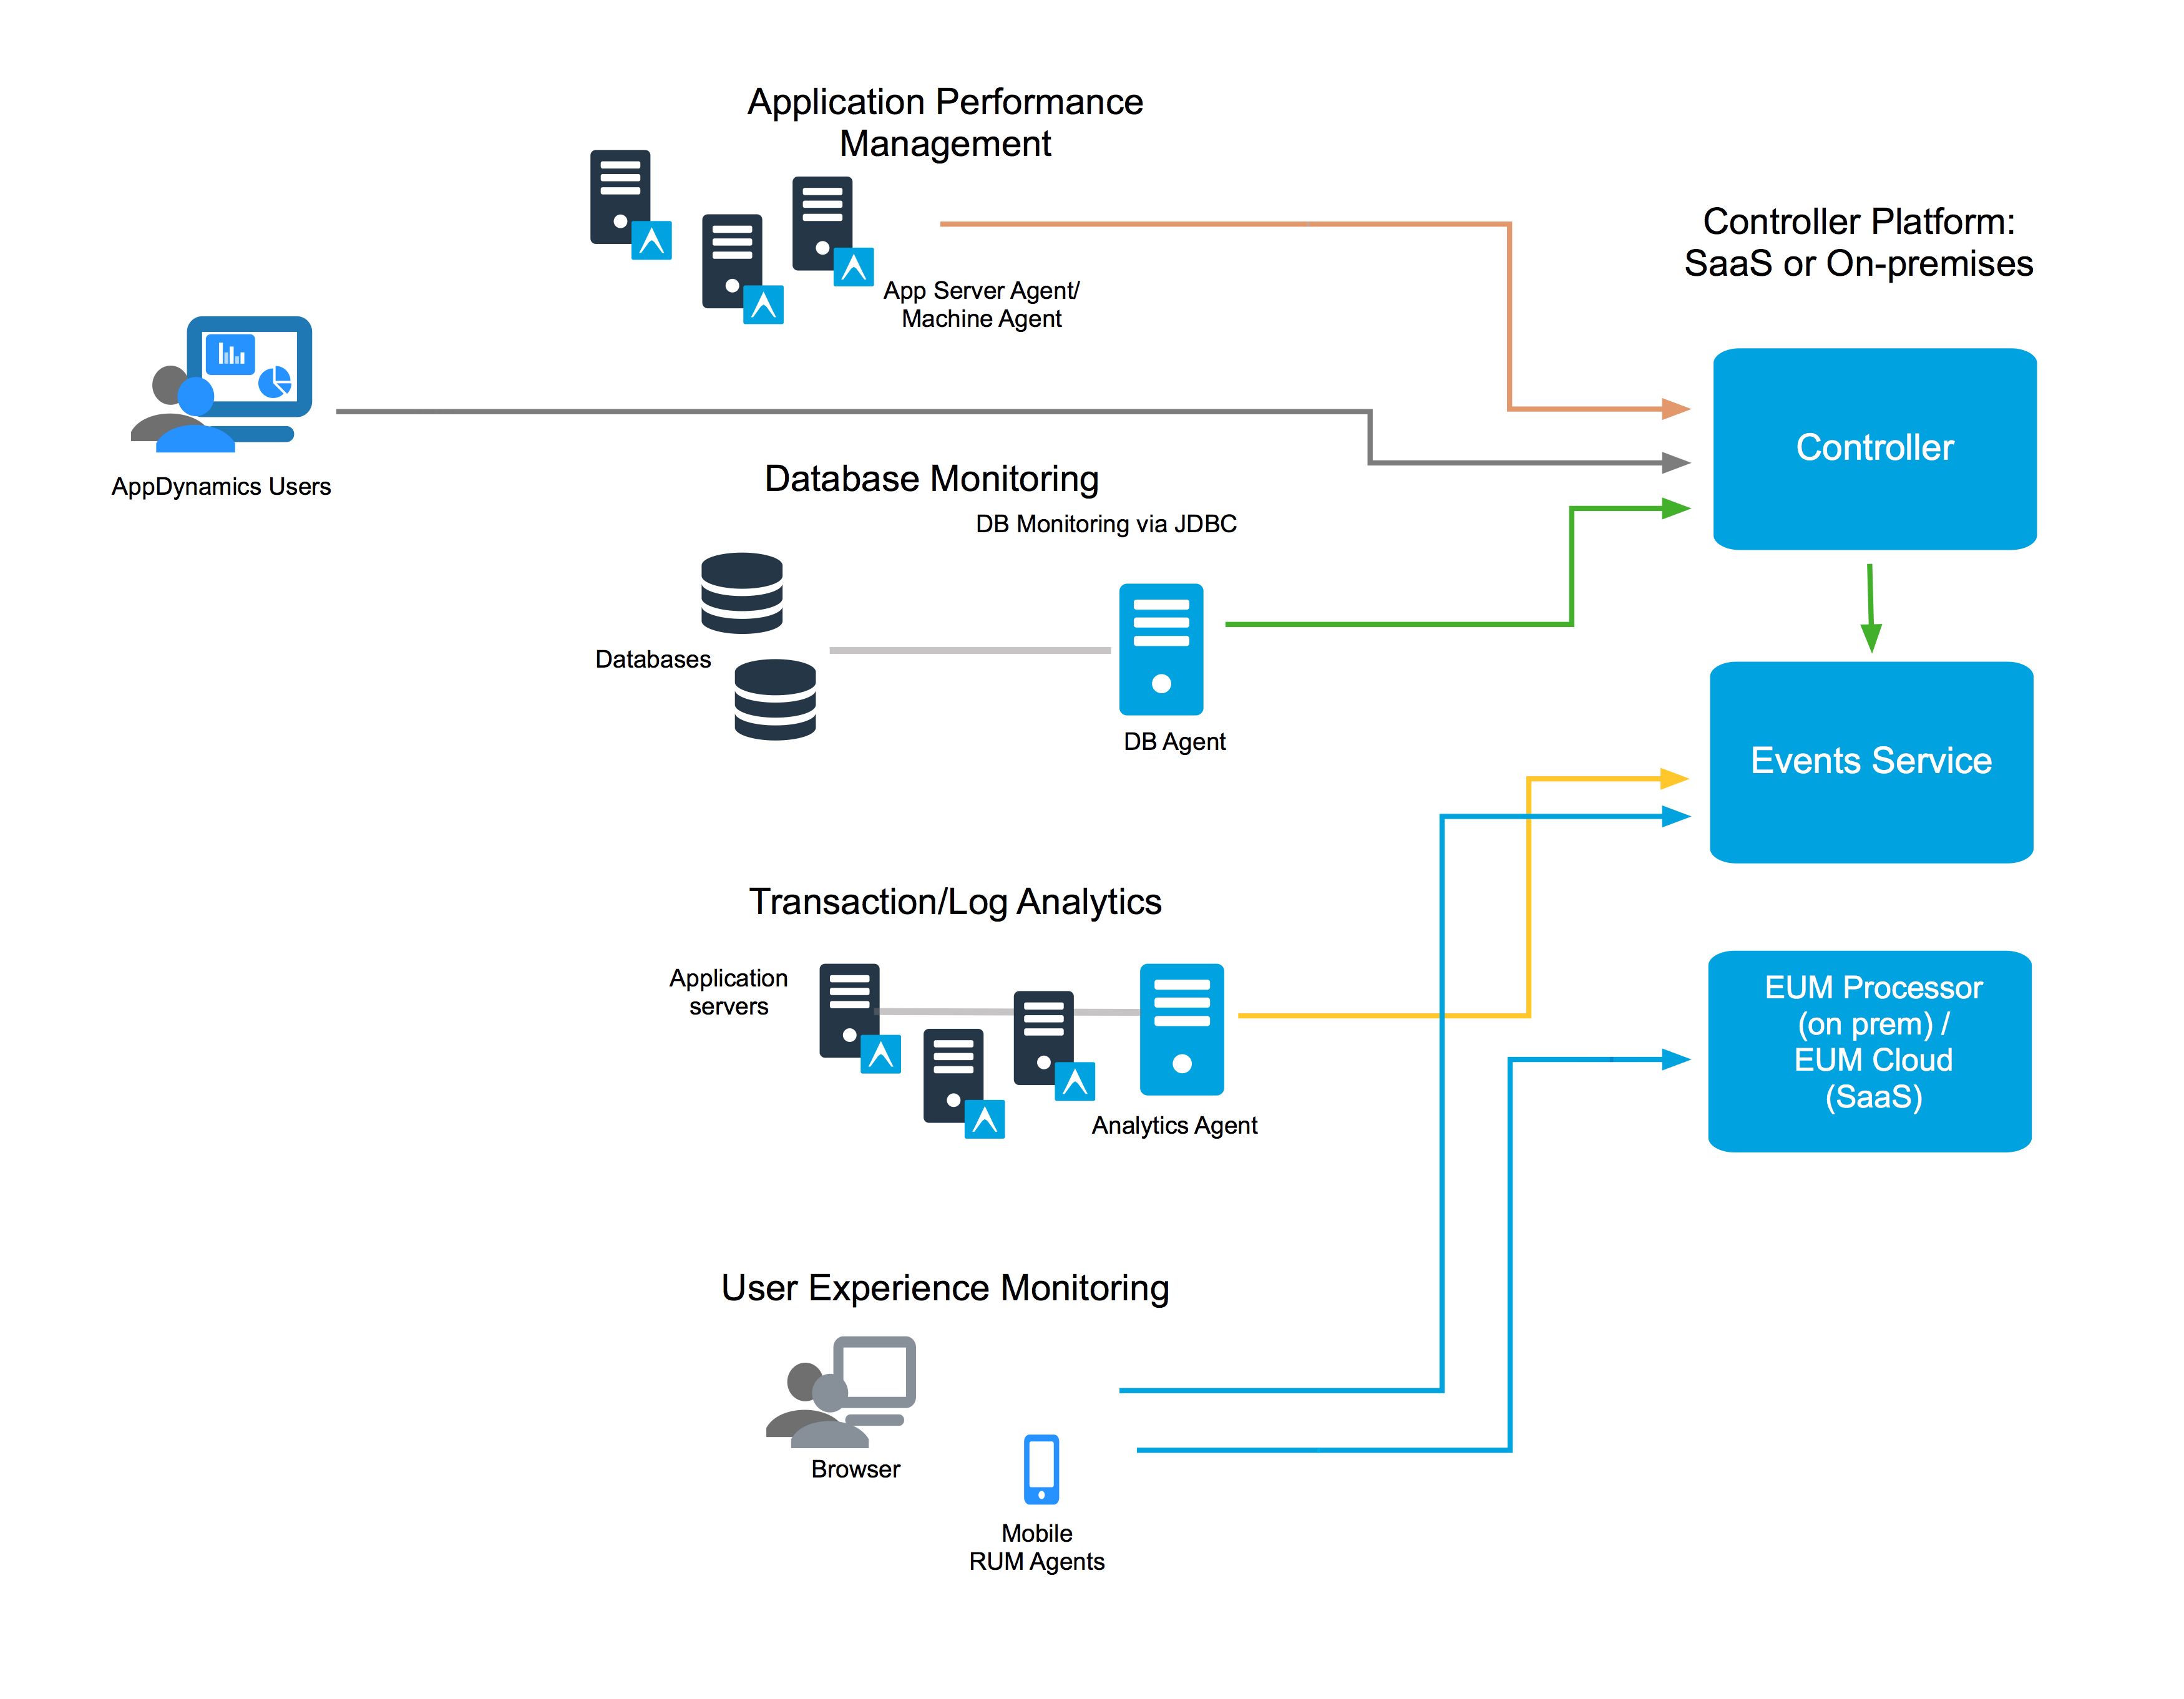 Application Performance
Management
App Server Agent/
Machine Agent
Controller Platform:
SaaS or On-premises
AppDynamics Users
Controller
Database Monitoring
DB Monitoring via JDBC
Databases
DB Agent
Events Service
Transaction/Log Analytics
Application
servers
Analytics Agent
EUM Processor
(on prem) /
EUM Cloud
(SaaS)
User Experience Monitoring
Browser
Mobile
RUM Agents